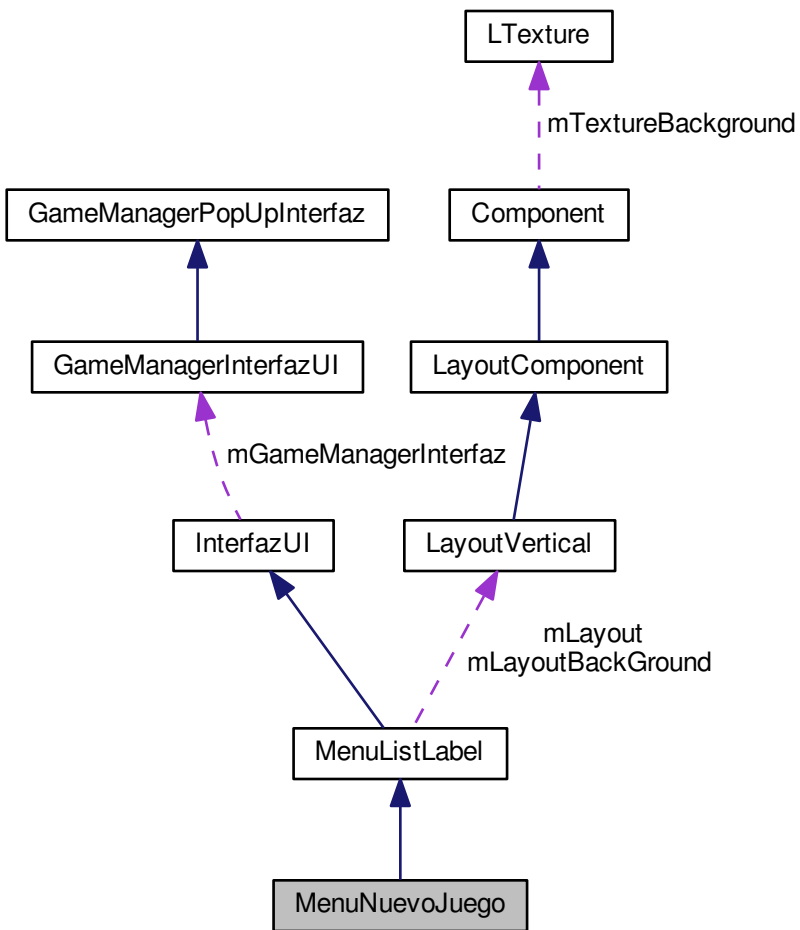 LTexture
mTextureBackground
GameManagerPopUpInterfaz
Component
GameManagerInterfazUI
LayoutComponent
mGameManagerInterfaz
InterfazUI
LayoutVertical
mLayout
mLayoutBackGround
MenuListLabel
MenuNuevoJuego